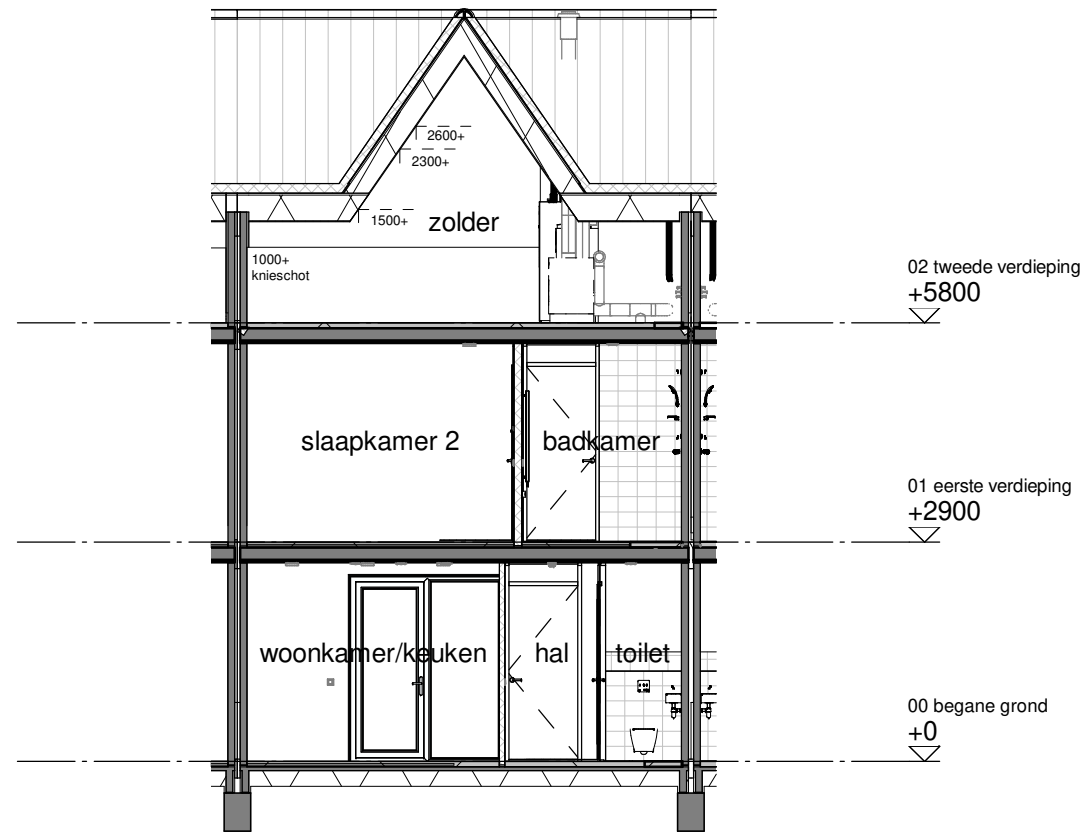 2600+
2300+
1500+
zolder
1000+
knieschot
02 tweede verdieping
+5800
slaapkamer 2
badkamer
01 eerste verdieping
+2900
woonkamer/keuken
hal
toilet
00 begane grond
+0